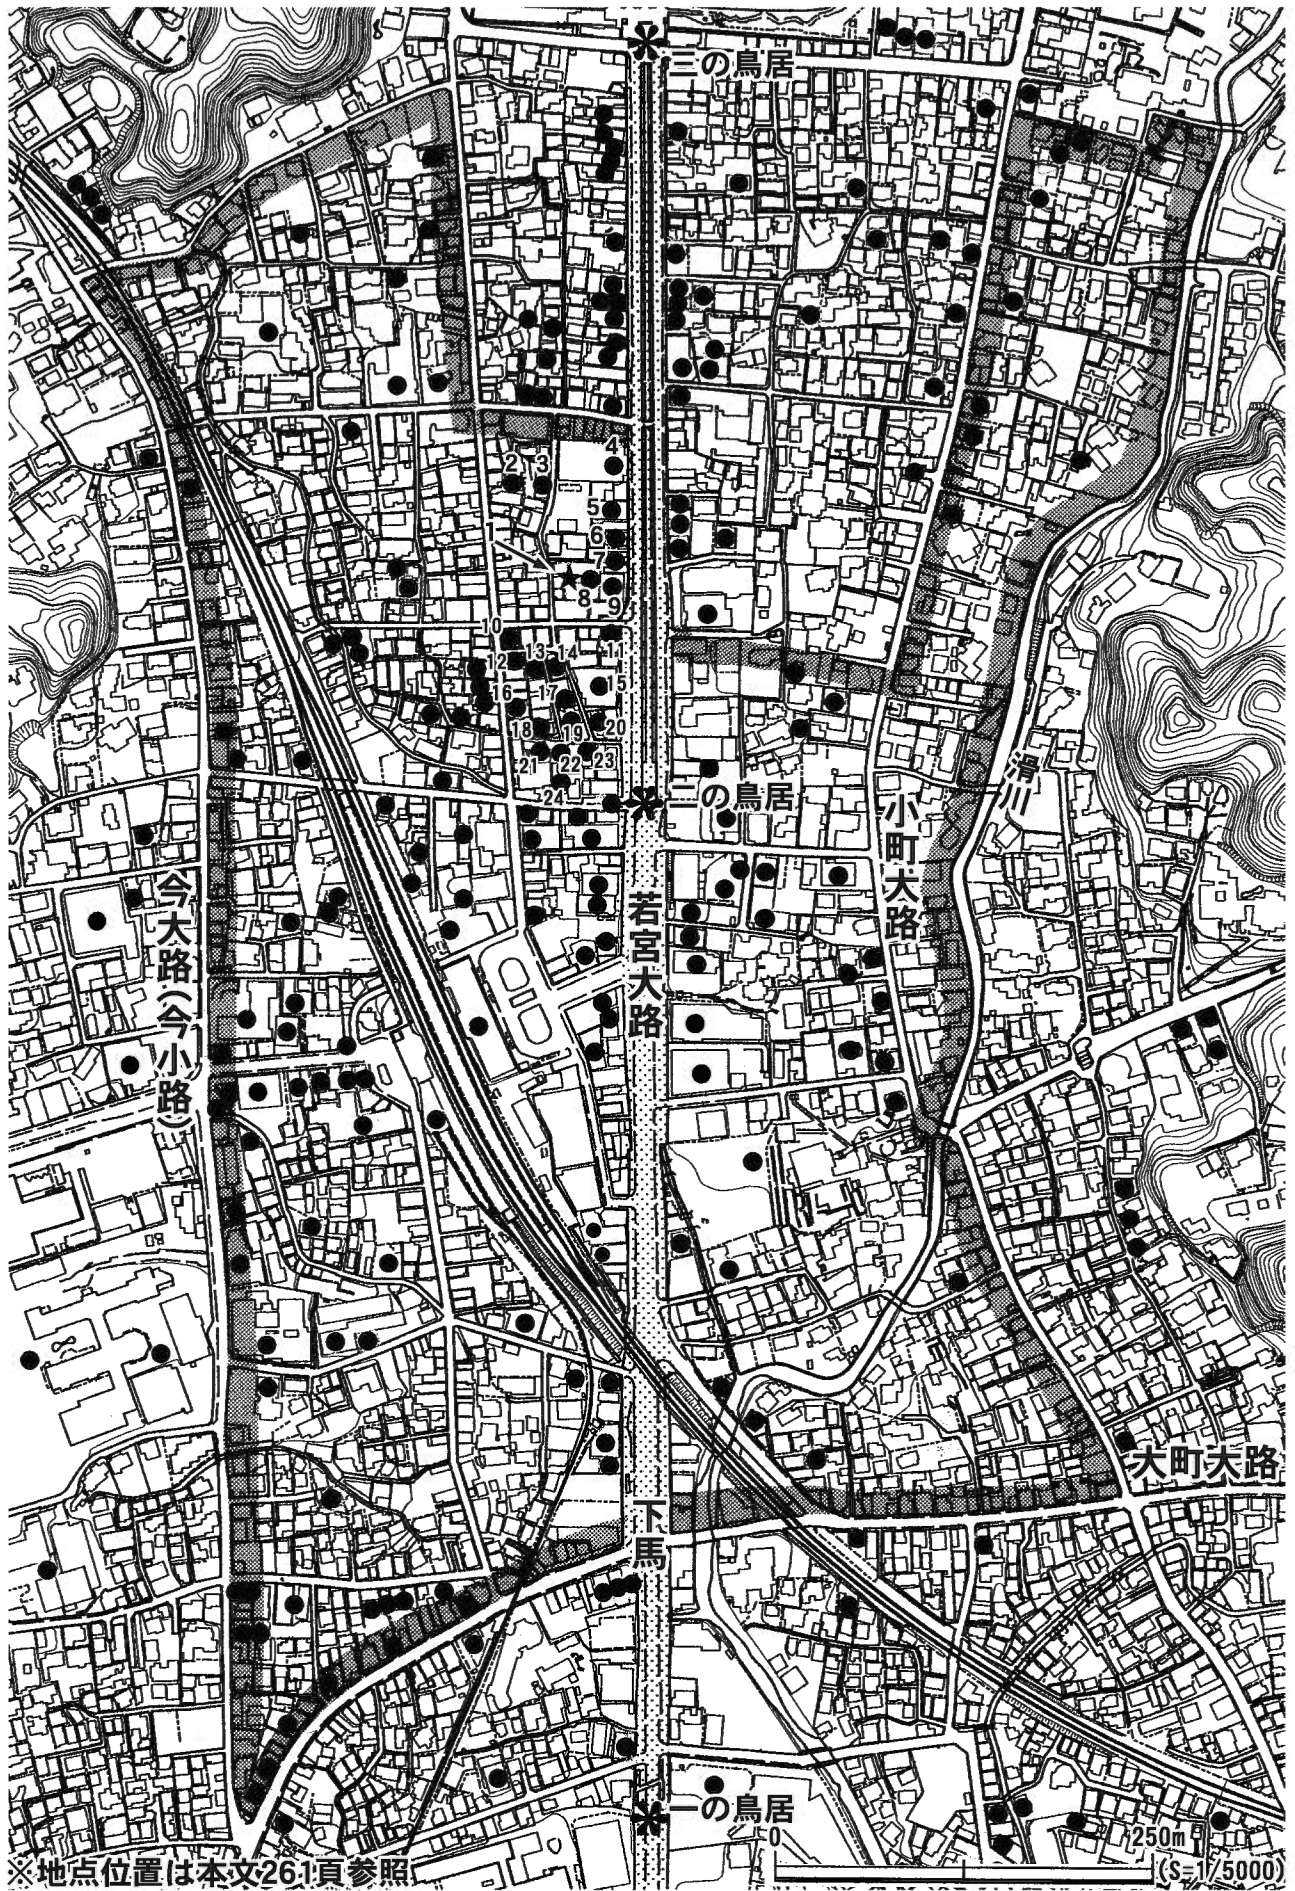 三の鳥居
4
2 3
5
6
1
7
8
9
10
11
13 14
12
15
16 17
18 19 20
21 22 23
24
二の鳥居
滑川
小町大路
若宮大路
今大路(今小路)
大町大路
下馬
一の鳥居
0
250m
(S=1/5000)
※地点位置は本文261頁参照